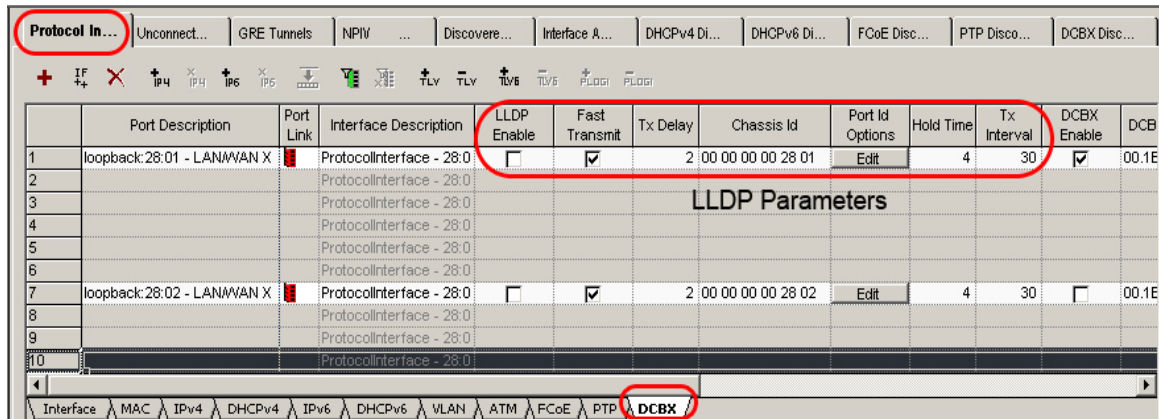 Protocol In... Unconnect... GRE Tunnels NPIV ... Discovere... Interface A... DHCPv4 Di... DHCPv6 Di... FCoE Disc... PTP Disco... DCBX Disc...
IF IP4 IP4 IP6 IP6 TLV TLV TLV6 TLV6 PLOGI PLOGI
Port Description Port Link Interface Description LLDP Enable Fast Transmit Tx Delay Chassis Id Port Id Options Hold Time Tx Interval DCBX Enable DCB
1 loopback:28:01 - LAN/WAN X ProtocolInterface - 28:0 2 00 00 00 00 28 01 Edit 4 30 00.1E
2 ProtocolInterface - 28:0
3 ProtocolInterface - 28:0
LLDP Parameters
4 ProtocolInterface - 28:0
5 ProtocolInterface - 28:0
6 ProtocolInterface - 28:0
7 loopback:28:02 - LAN/WAN X ProtocolInterface - 28:0 2 00 00 00 00 28 02 Edit 4 30 00.1E
8 ProtocolInterface - 28:0
9 ProtocolInterface - 28:0
10 ProtocolInterface - 28:0
Interface MAC IPv4 DHCPv4 IPv6 DHCPv6 VLAN ATM FCoE PTP DCBX